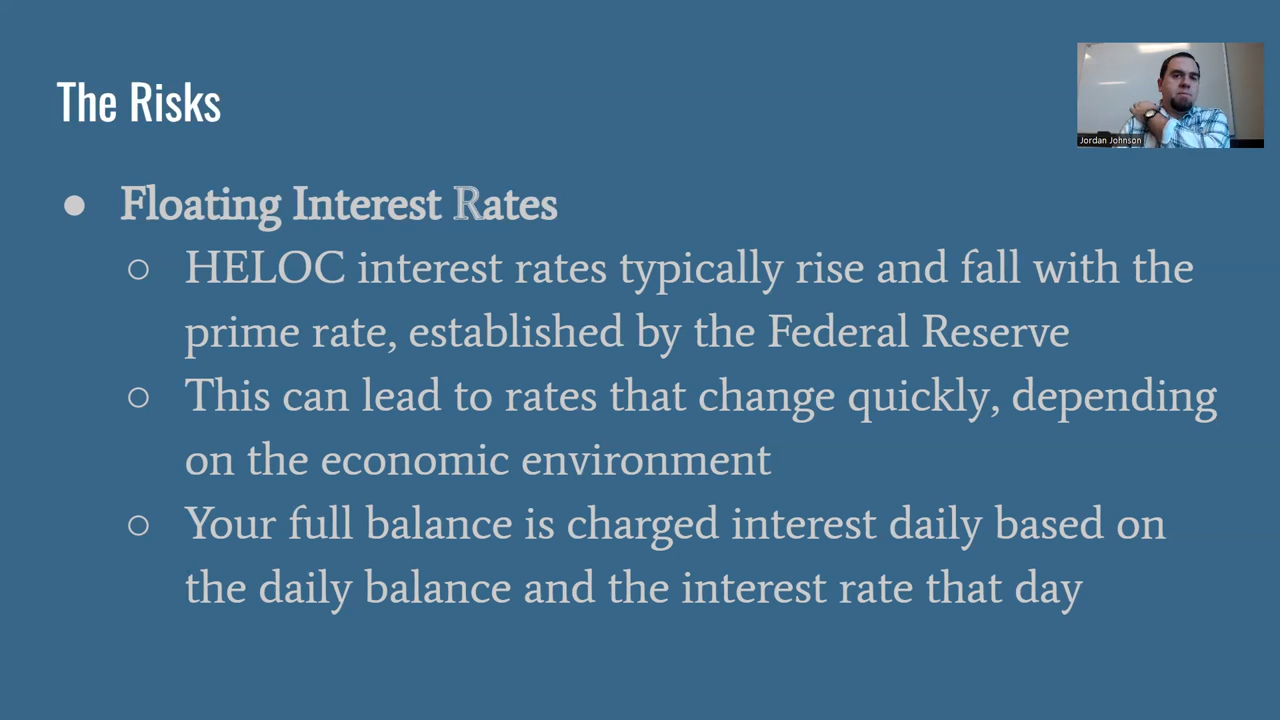 The Risks
Jordan Johnson
● Floating Interest ℝates
○ HELOC interest rates typically rise and fall with the
prime rate, established by the Federal Reserve
○ This can lead to rates that change quickly, depending
on the economic environment
○ Your full balance is charged interest daily based on
the daily balance and the interest rate that day